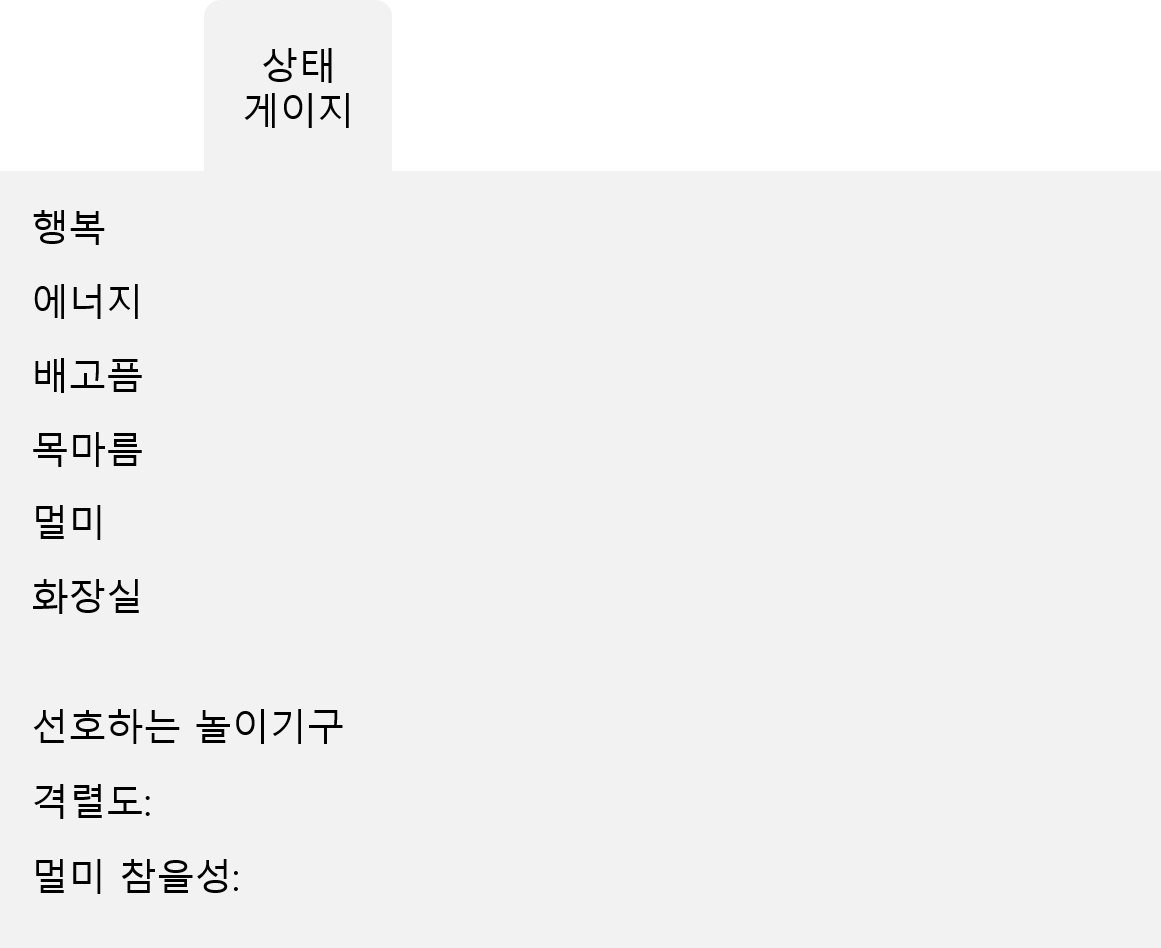 상태
게이지
행복
에너지
배고픔
목마름
멀미
화장실
선호하는 놀이기구
격렬도:
멀미 참을성: